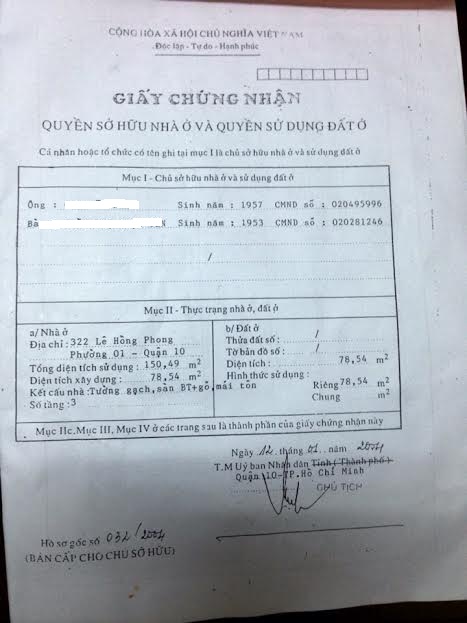 CỘNG HÒA XÃ HỘI CHỦ NGHĨA VIỆT NAM
Độc lập - Tự do - Hạnh phúc
GIẤY CHỨNG NHẬN
QUYỀN SỞ HỮU NHÀ Ở VÀ QUYỀN SỬ DỤNG ĐẤT Ở
Cá nhân hoặc tổ chức có tên ghi tại mục I là chủ sở hữu nhà ở và sử dụng đất ở
Mục I - Chủ sở hữu nhà ở và sử dụng đất ở
Ông : Sinh năm : 1957 CMND số : 020495996
Bà N Sinh năm : 1953 CMND số : 020281246
/
Mục II - Thực trạng nhà ở, đất ở
a/ Nhà ở
Địa chỉ : 322 Lê Hồng Phong
Phường 01 - Quận 10
Tổng diện tích sử dụng : 150,49 m2
Diện tích xây dựng : 78,54 m2
Kết cấu nhà : Tường gạch, sàn BT+gỗ, mái tôn
Số tầng : 3
b/ Đất ở
Thửa đất số : /
Tờ bản đồ số : /
Diện tích : 78,54 m2
Hình thức sử dụng :
Riêng 78,54 m2
Chung m2
Mục IIc. Mục III, Mục IV ở các trang sau là thành phần của giấy chứng nhận này
Ngày 12 tháng 01 năm 2004
T.M Uỷ ban Nhân dân Tỉnh ( Thành phố )
Quận 10-TP.Hồ Chí Minh
CHỦ TỊCH
Hồ sơ gốc số 032/2004
(BẢN CẤP CHO CHỦ SỞ HỮU)